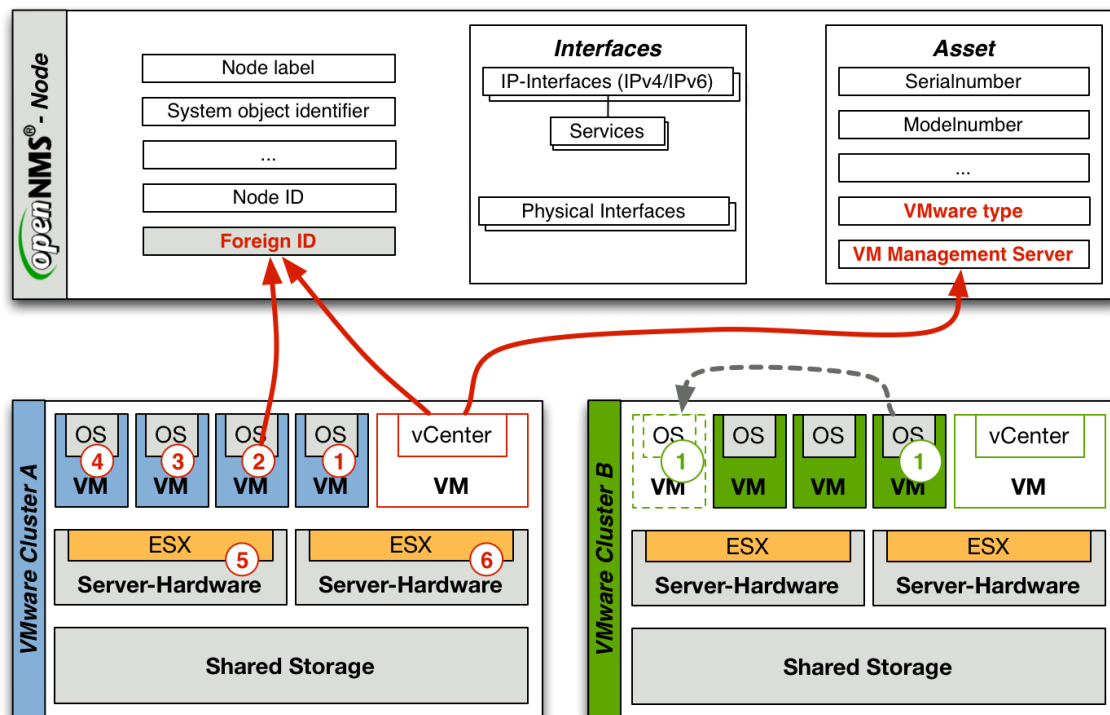 openNMS® - Node
Node label
System object identifier
...
Node ID
Foreign ID
Interfaces
IP-Interfaces (IPv4/IPv6)
Services
Physical Interfaces
Asset
Serialnumber
Modelnumber
...
VMware type
VM Management Server
VMware Cluster A
OS
4
VM
OS
3
VM
OS
2
VM
OS
1
VM
vCenter
VM
ESX
5
Server-Hardware
ESX
6
Server-Hardware
Shared Storage
VMware Cluster B
OS
1
VM
OS
VM
OS
VM
OS
1
VM
vCenter
VM
ESX
Server-Hardware
ESX
Server-Hardware
Shared Storage